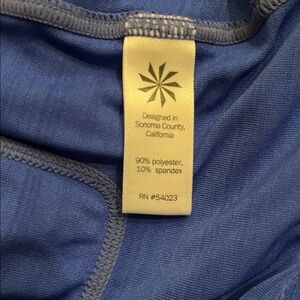 Designed in
Sonoma County,
California
90% polyester,
10% spandex
RN #54023